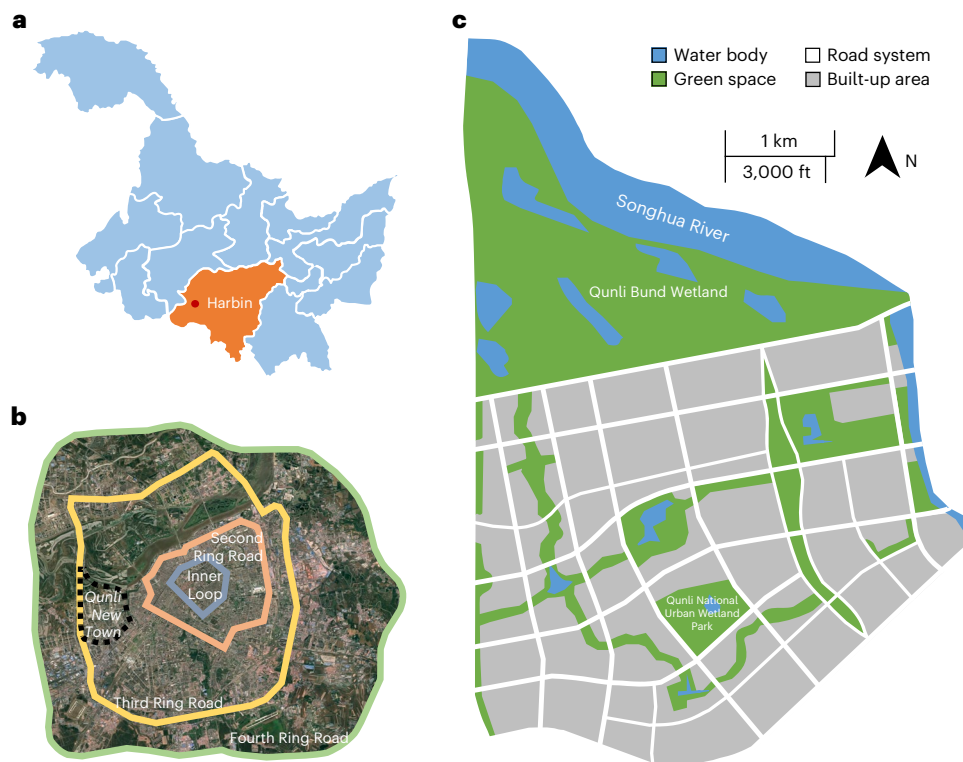 a
Harbin
b
Second
Ring Road
Inner
Loop
Qunli
New
Town
Third Ring Road
Fourth Ring Road
c
Water body
Road system
Green space
Built-up area
1 km
3,000 ft
N
Songhua River
Qunli Bund Wetland
Qunli National
Urban Wetland
Park